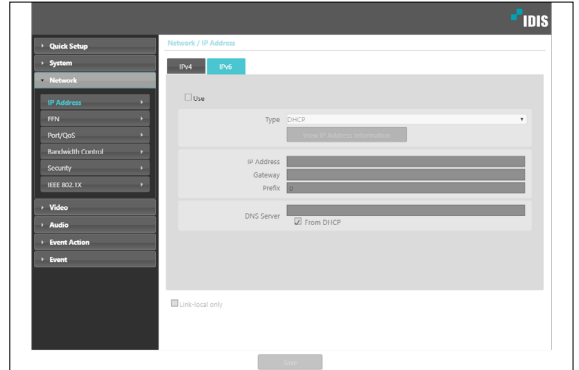 IDIS
Quick Setup
System
Network
IP Address
FEN
Port/QoS
Bandwidth Control
Security
IEEE 802.1X
Video
Audio
Event Action
Event
Network / IP Address
IPv4 IPv6
Use
Type DHCP
View IP Address Information
IP Address
Gateway
Prefix 0
DNS Server
From DHCP
Link-local only
Save